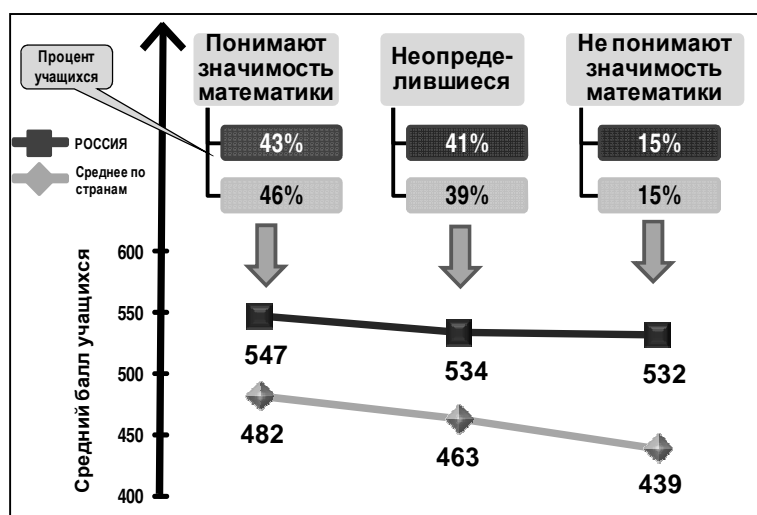 Понимают
значимость
математики
Неопреде-
лившиеся
Не понимают
значимость
математики
Процент
учащихся
РОССИЯ
Среднее по
странам
43%
41%
15%
46%
39%
15%
Средний балл учащихся
600
550
500
450
400
547
534
532
482
463
439